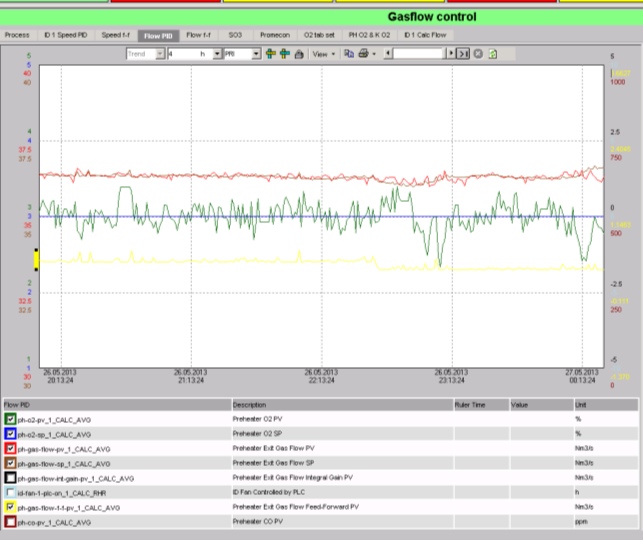 Gasflow control
Process ID 1 Speed PID Speed f-f Flow PID Flow f-f SO3 Promecon O2 tab set PH O2 & K O2 ID 1 Calc Flow
Trend 4 h PRI View
5 5
5 40 1000
40
4 2.5
4
37.5 750
37.5
3 0
3
35 500
35
2 -2.5
2
32.5 250
32.5
1 -5
1
30
30 0
26.05.2013 26.05.2013 26.05.2013 26.05.2013 27.05.2013
20:13:24 21:13:24 22:13:24 23:13:24 00:13:24
Flow PID Description Ruler Time Value Unit
ph-o2-pv_1_CALC_AVG Preheater O2 PV %
ph-o2-sp_1_CALC_AVG Preheater O2 SP %
ph-gas-flow-pv_1_CALC_AVG Preheater Exit Gas Flow PV Nm3/s
ph-gas-flow-sp_1_CALC_AVG Preheater Exit Gas Flow SP Nm3/s
ph-gas-flow-int-gain-pv_1_CALC_AVG Preheater Exit Gas Flow Integral Gain PV
id-fan-1-plc-on_1_CALC_RHR ID Fan Controlled by PLC h
ph-gas-flow-f-f-pv_1_CALC_AVG Preheater Exit Gas Flow Feed-Forward PV Nm3/s
ph-co-pv_1_CALC_AVG Preheater CO PV ppm